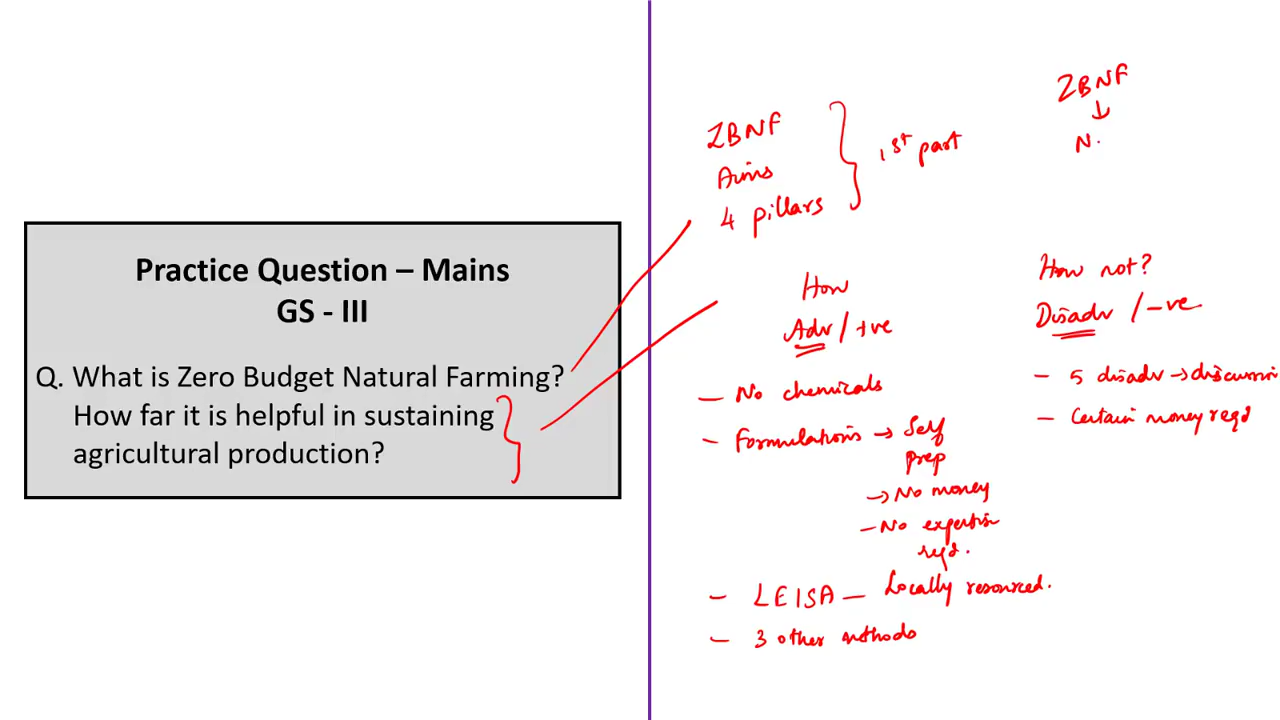 Practice Question – Mains
GS - III
Q. What is Zero Budget Natural Farming?
How far it is helpful in sustaining
agricultural production?
ZBNF
Aims
4 pillars
1st part
ZBNF
N.
How
Adv / +ve
- No chemicals
- Formulations → Self
prep
→ No money
- No expertise
reqd.
- LEISA - Locally resourced.
- 3 other methods
How not?
Disadv / -ve
- 5 disadv → discussion
- Certain money reqd